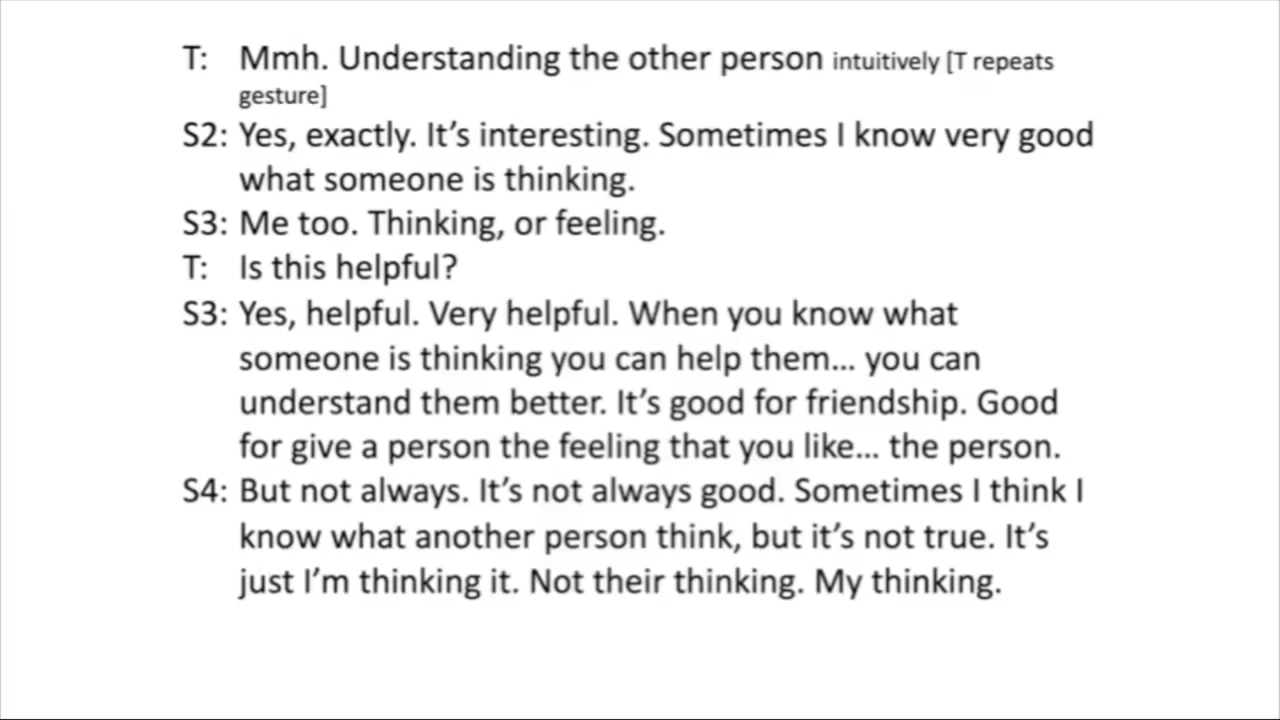 T: Mmh. Understanding the other person intuitively [T repeats
gesture]
S2: Yes, exactly. It’s interesting. Sometimes I know very good
what someone is thinking.
S3: Me too. Thinking, or feeling.
T: Is this helpful?
S3: Yes, helpful. Very helpful. When you know what
someone is thinking you can help them... you can
understand them better. It’s good for friendship. Good
for give a person the feeling that you like... the person.
S4: But not always. It’s not always good. Sometimes I think I
know what another person think, but it’s not true. It’s
just I’m thinking it. Not their thinking. My thinking.